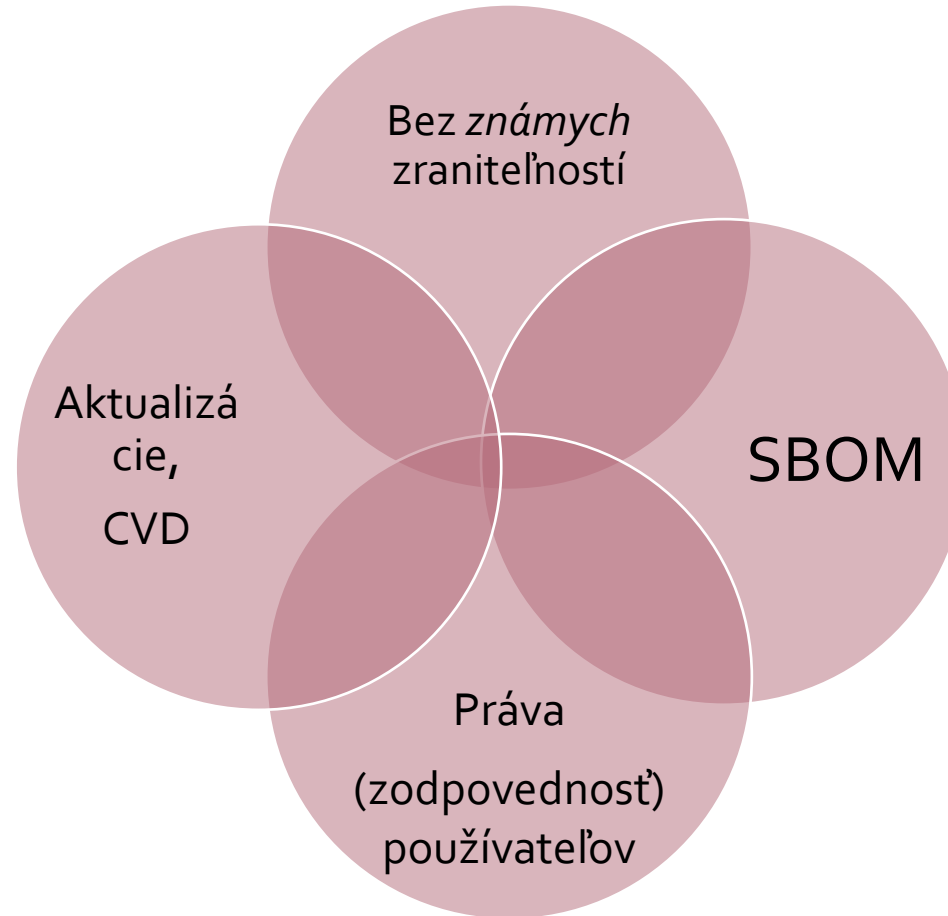 Bez známych
zraniteľností
Aktualizá
cie,
CVD
SBOM
Práva
(zodpovednosť)
používateľov